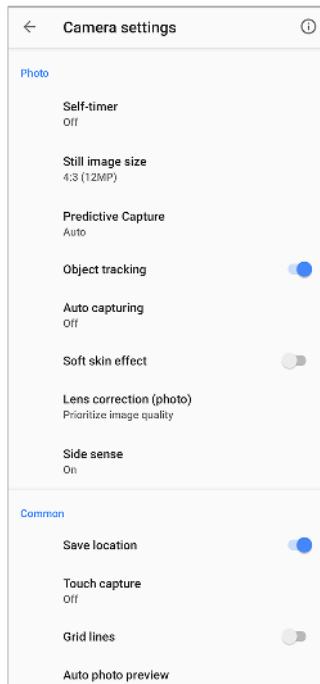 Camera settings
Photo
Self-timer
Off
Still image size
4:3 (12MP)
Predictive Capture
Auto
Object tracking
Auto capturing
Off
Soft skin effect
Lens correction (photo)
Prioritize image quality
Side sense
On
Common
Save location
Touch capture
Off
Grid lines
Auto photo preview